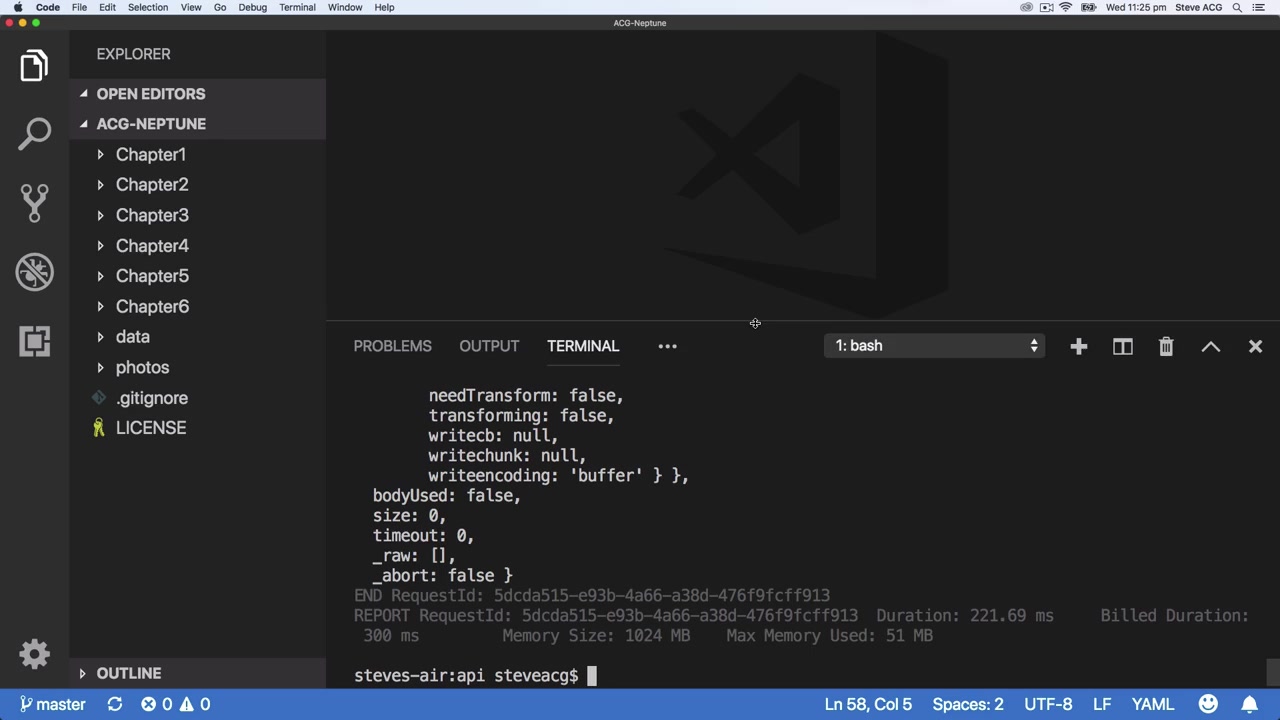 Code File Edit Selection View Go Debug Terminal Window Help Wed 11:25 pm Steve ACG
ACG-Neptune
EXPLORER
OPEN EDITORS
ACG-NEPTUNE
Chapter1
Chapter2
Chapter3
Chapter4
Chapter5
Chapter6
data
photos
.gitignore
LICENSE
OUTLINE
PROBLEMS OUTPUT TERMINAL ••• 1: bash
needTransform: false,
transforming: false,
writecb: null,
writechunk: null,
writeencoding: 'buffer' } },
bodyUsed: false,
size: 0,
timeout: 0,
_raw: [],
_abort: false }
END RequestId: 5dcda515-e93b-4a66-a38d-476f9fcff913
REPORT RequestId: 5dcda515-e93b-4a66-a38d-476f9fcff913 Duration: 221.69 ms Billed Duration:
300 ms Memory Size: 1024 MB Max Memory Used: 51 MB
steves-air:api steveacg$
master 0 0 Ln 58, Col 5 Spaces: 2 UTF-8 LF YAML